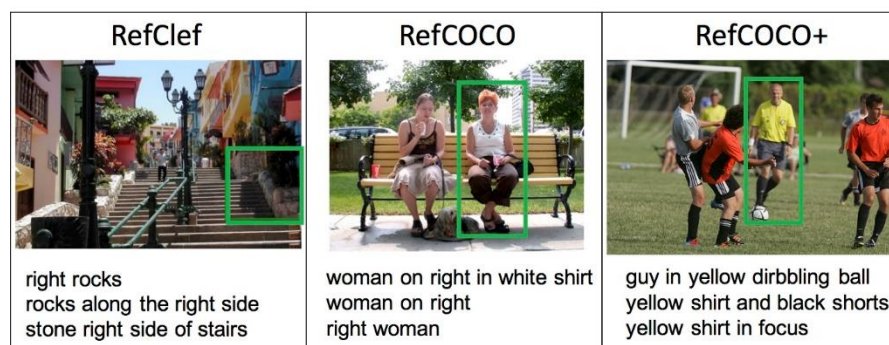 RefClef
right rocks
rocks along the right side
stone right side of stairs
RefCOCO
woman on right in white shirt
woman on right
right woman
RefCOCO+
guy in yellow dirbbling ball
yellow shirt and black shorts
yellow shirt in focus